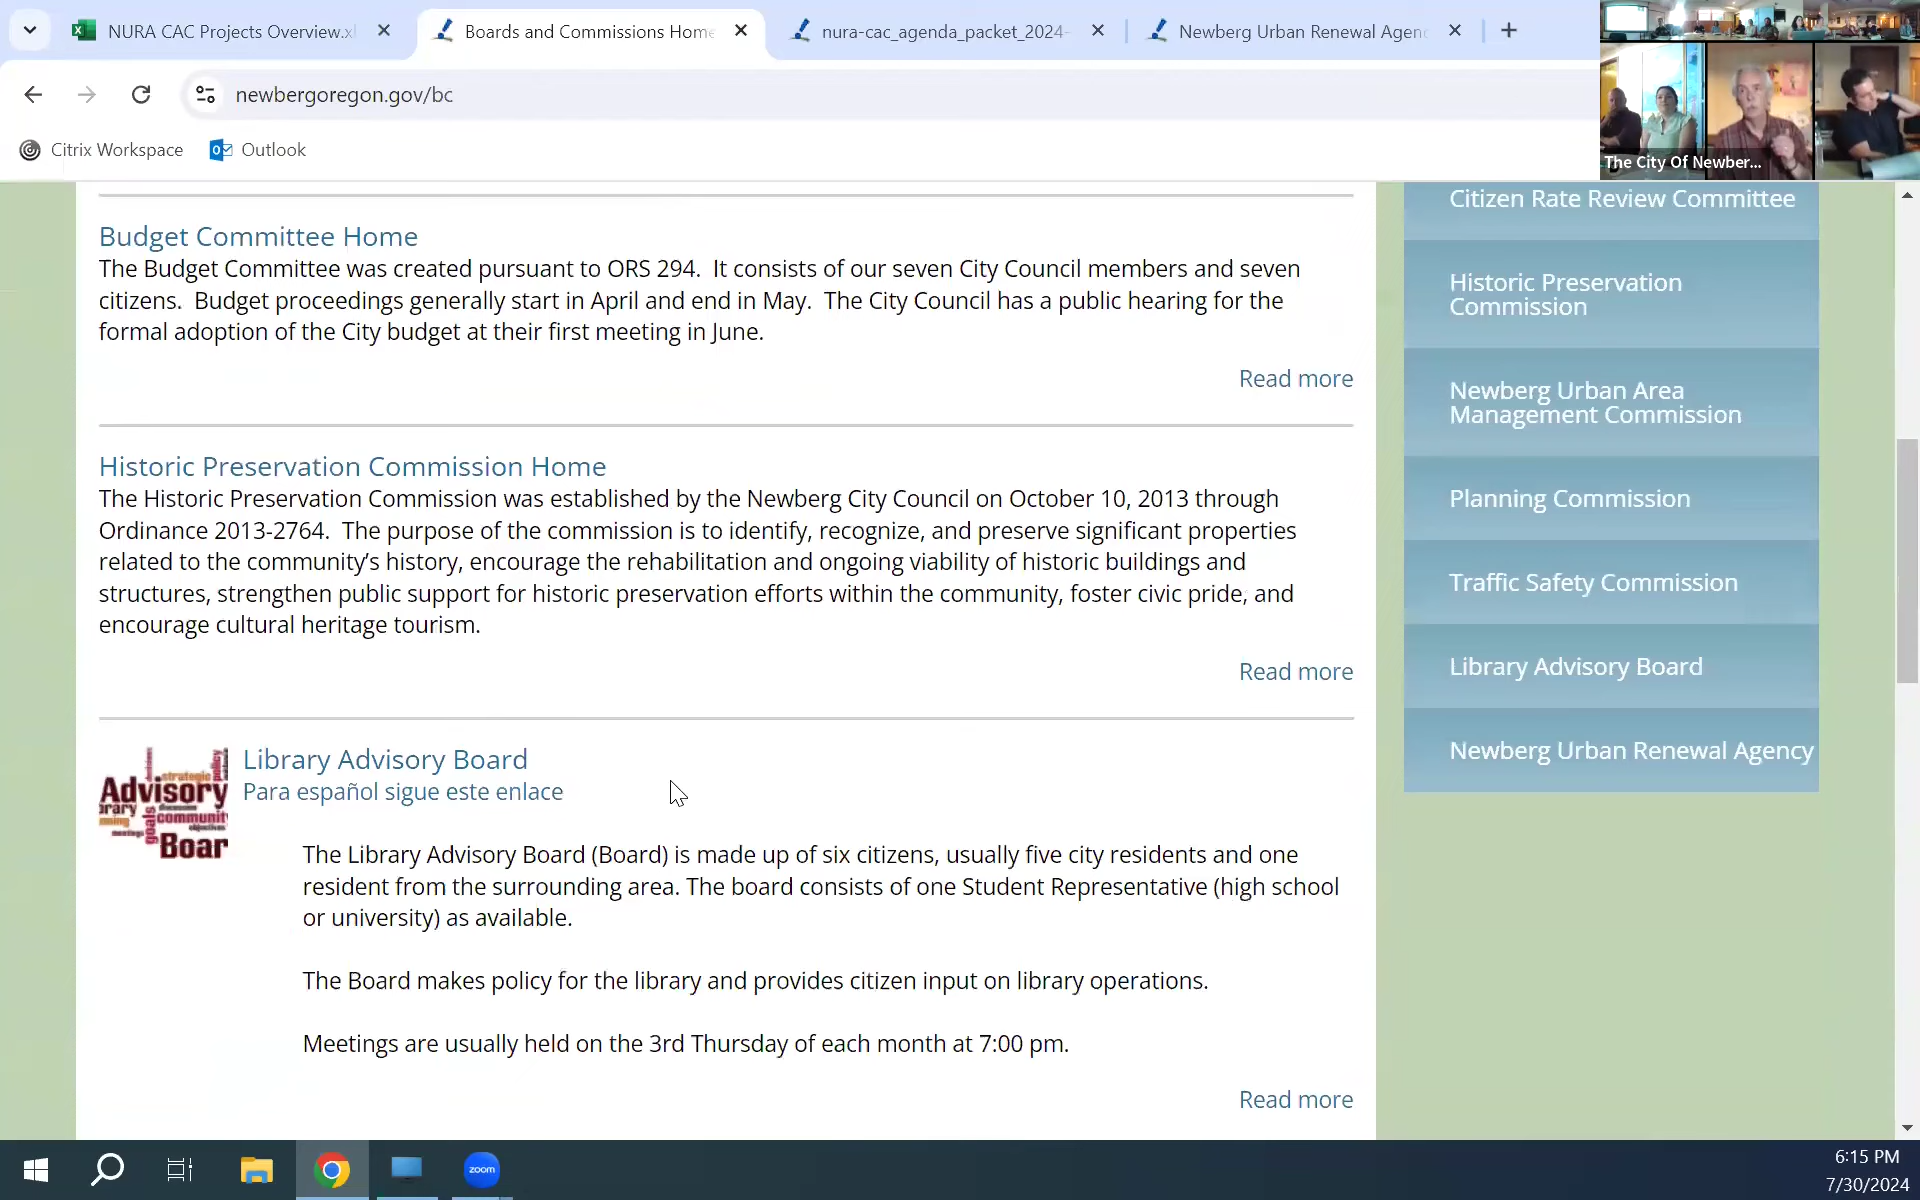 NURA CAC Projects Overview.xl
Boards and Commissions Home
nura-cac_agenda_packet_2024-
Newberg Urban Renewal Agen
newbergoregon.gov/bc
Citrix Workspace
Outlook
The City Of Newber...
Budget Committee Home
The Budget Committee was created pursuant to ORS 294.  It consists of our seven City Council members and seven
citizens.  Budget proceedings generally start in April and end in May.  The City Council has a public hearing for the
formal adoption of the City budget at their first meeting in June.
Read more
Historic Preservation Commission Home
The Historic Preservation Commission was established by the Newberg City Council on October 10, 2013 through
Ordinance 2013-2764.  The purpose of the commission is to identify, recognize, and preserve significant properties
related to the community’s history, encourage the rehabilitation and ongoing viability of historic buildings and
structures, strengthen public support for historic preservation efforts within the community, foster civic pride, and
encourage cultural heritage tourism.
Read more
Advisory
strategic
policy
community
goals
Boar
Library Advisory Board
Para español sigue este enlace
The Library Advisory Board (Board) is made up of six citizens, usually five city residents and one
resident from the surrounding area. The board consists of one Student Representative (high school
or university) as available.
The Board makes policy for the library and provides citizen input on library operations.
Meetings are usually held on the 3rd Thursday of each month at 7:00 pm.
Read more
Citizen Rate Review Committee
Historic Preservation
Commission
Newberg Urban Area
Management Commission
Planning Commission
Traffic Safety Commission
Library Advisory Board
Newberg Urban Renewal Agency
zoom
6:15 PM
7/30/2024